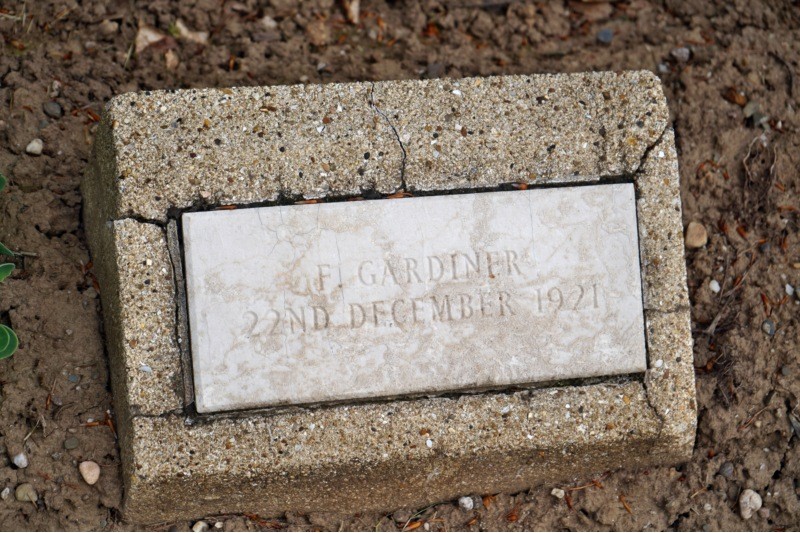 F. GARDINER
22ND DECEMBER 1921